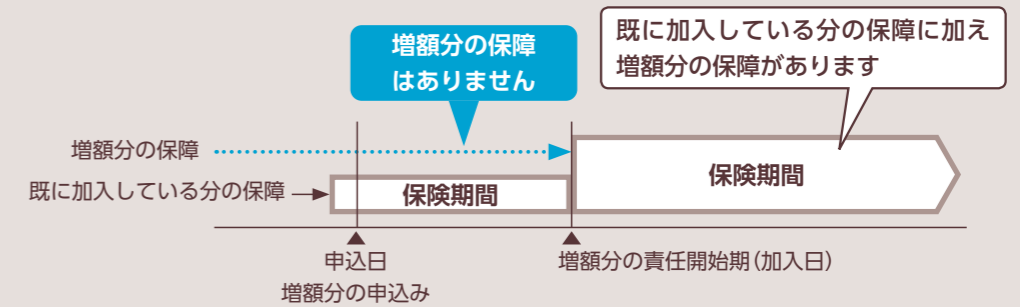 増額分の保障
はありません
既に加入している分の保障に加え
増額分の保障があります
増額分の保障
既に加入している分の保障
保険期間
保険期間
申込日
増額分の申込み
増額分の責任開始期(加入日)